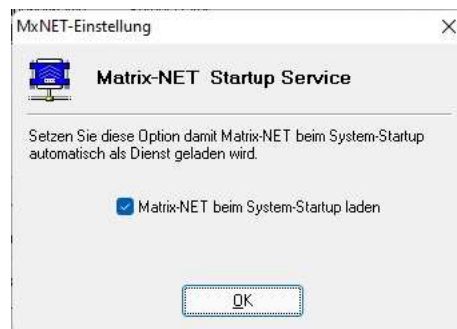 MxNET-Einstellung
Matrix-NET Startup Service
Setzen Sie diese Option damit Matrix-NET beim System-Startup
automatisch als Dienst geladen wird.
Matrix-NET beim System-Startup laden
OK